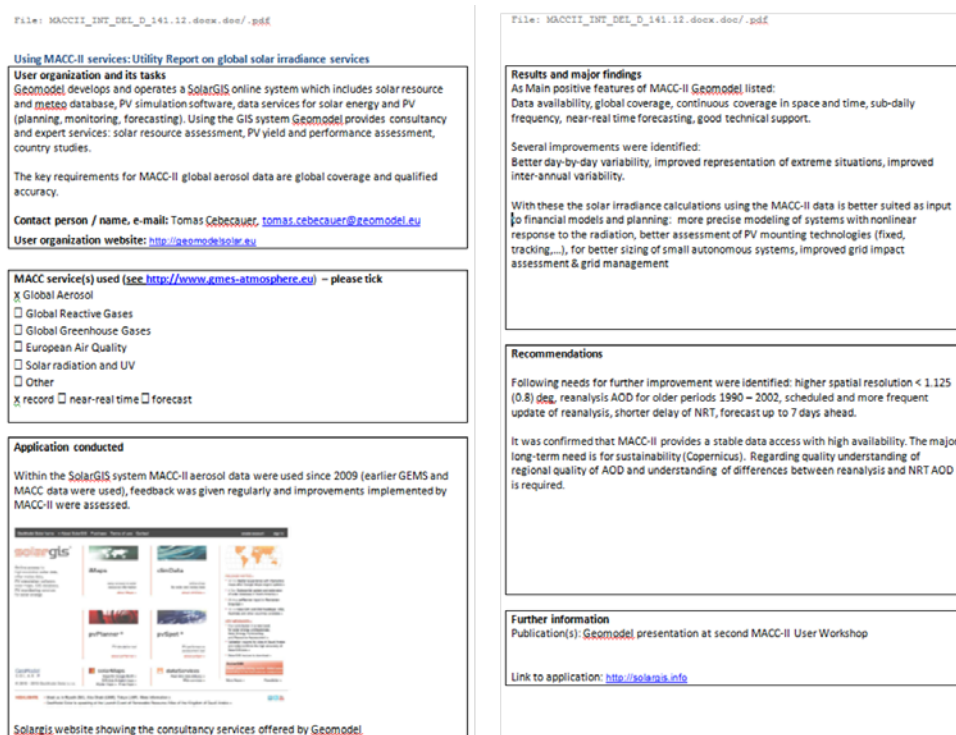 File: MACCII_INT_DEL_D_141.12.docx.doc/.pdf
Using MACC-II services: Utility Report on global solar irradiance services
User organization and its tasks
Geomodel develops and operates a SolarGIS online system which includes solar resource
and meteo database, PV simulation software, data services for solar energy and PV
(planning, monitoring, forecasting). Using the GIS system Geomodel provides consultancy
and expert services: solar resource assessment, PV yield and performance assessment,
country studies.
The key requirements for MACC-II global aerosol data are global coverage and qualified
accuracy.
Contact person / name, e-mail: Tomas Cebecauer, tomas.cebecauer@geomodel.eu
User organization website: http://geomodelsolar.eu
MACC service(s) used (see http://www.gmes-atmosphere.eu) – please tick
x Global Aerosol
☐ Global Reactive Gases
☐ Global Greenhouse Gases
☐ European Air Quality
☐ Solar radiation and UV
☐ Other
x record ☐ near-real time ☐ forecast
Application conducted
Within the SolarGIS system MACC-II aerosol data were used since 2009 (earlier GEMS and
MACC data were used), feedback was given regularly and improvements implemented by
MACC-II were assessed.
solargis
iMaps
climData
pvPlanner
pvSpot
solarMaps
dataServices
Solargis website showing the consultancy services offered by Geomodel
File: MACCII_INT_DEL_D_141.12.docx.doc/.pdf
Results and major findings
As Main positive features of MACC-II Geomodel listed:
Data availability, global coverage, continuous coverage in space and time, sub-daily
frequency, near-real time forecasting, good technical support.
Several improvements were identified:
Better day-by-day variability, improved representation of extreme situations, improved
inter-annual variability.
With these the solar irradiance calculations using the MACC-II data is better suited as input
to financial models and planning: more precise modeling of systems with nonlinear
response to the radiation, better assessment of PV mounting technologies (fixed,
tracking,...), for better sizing of small autonomous systems, improved grid impact
assessment & grid management
Recommendations
Following needs for further improvement were identified: higher spatial resolution < 1.125
(0.8) deg, reanalysis AOD for older periods 1990 – 2002, scheduled and more frequent
update of reanalysis, shorter delay of NRT, forecast up to 7 days ahead.
It was confirmed that MACC-II provides a stable data access with high availability. The major
long-term need is for sustainability (Copernicus). Regarding quality understanding of
regional quality of AOD and understanding of differences between reanalysis and NRT AOD
is required.
Further information
Publication(s): Geomodel presentation at second MACC-II User Workshop
Link to application: http://solargis.info